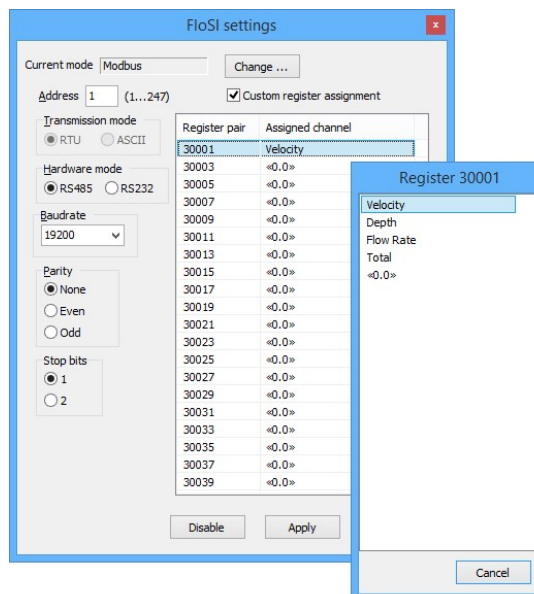 FloSI settings
x
Current mode Modbus Change ...
Address 1 (1...247) Custom register assignment
Transmission mode
RTU ASCII
Hardware mode
RS485 RS232
Baudrate
19200
Parity
None
Even
Odd
Stop bits
1
2
Register pair Assigned channel
30001 Velocity
30003 «0.0»
30005 «0.0»
30007 «0.0»
30009 «0.0»
30011 «0.0»
30013 «0.0»
30015 «0.0»
30017 «0.0»
30019 «0.0»
30021 «0.0»
30023 «0.0»
30025 «0.0»
30027 «0.0»
30029 «0.0»
30031 «0.0»
30033 «0.0»
30035 «0.0»
30037 «0.0»
30039 «0.0»
Disable Apply
Register 30001
Velocity
Depth
Flow Rate
Total
«0.0»
Cancel